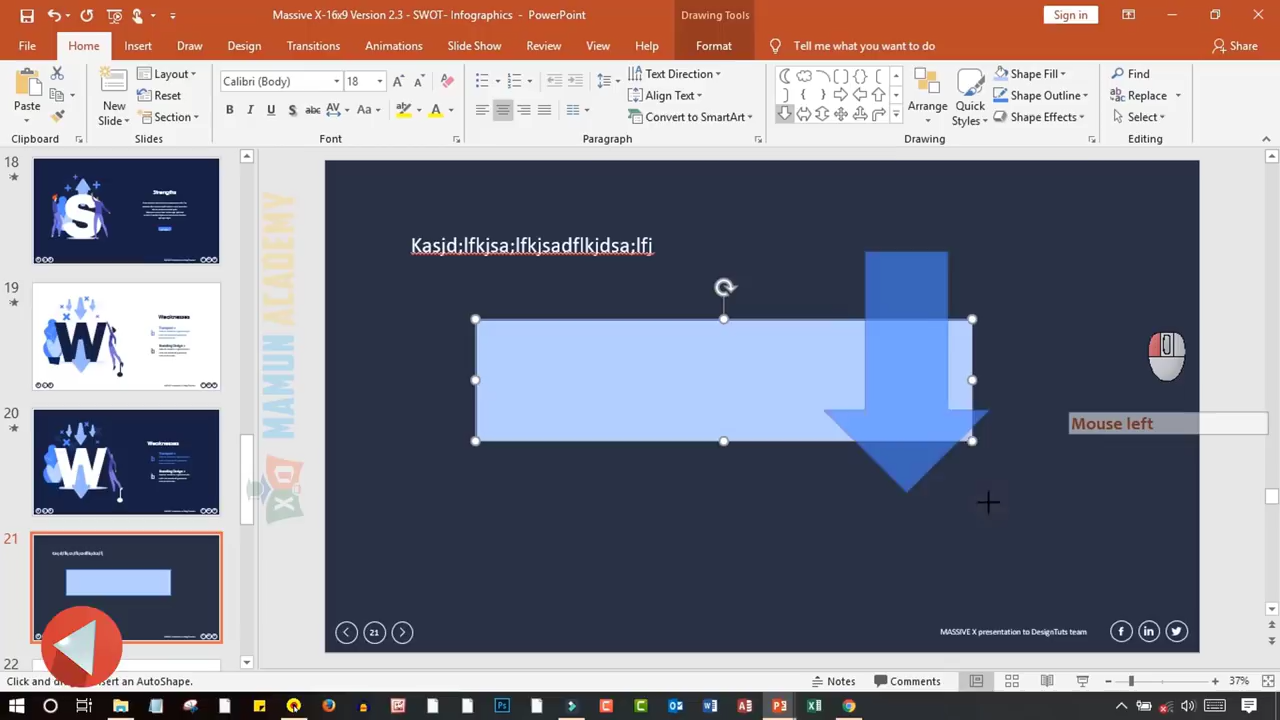 Massive X-16x9 Version 2.3 - SWOT- Infographics - PowerPoint
Drawing Tools
Sign in
File
Home
Insert
Draw
Design
Transitions
Animations
Slide Show
Review
View
Help
Format
Tell me what you want to do
Share
Paste
Clipboard
New
Slide
Layout
Reset
Section
Slides
Calibri (Body)
18
Font
Text Direction
Align Text
Convert to SmartArt
Paragraph
Arrange
Quick
Styles
Shape Fill
Shape Outline
Shape Effects
Drawing
Find
Replace
Select
Editing
18
Strengths
19
Weaknesses
20
Weaknesses
21
22
MAMUN ACADEMY
Kasjd;lfkjsa;lfkjsadflkjdsa;lfj
Mouse left
21
MASSIVE X presentation to DesignTuts team
Click and drag to insert an AutoShape.
Notes
Comments
37%